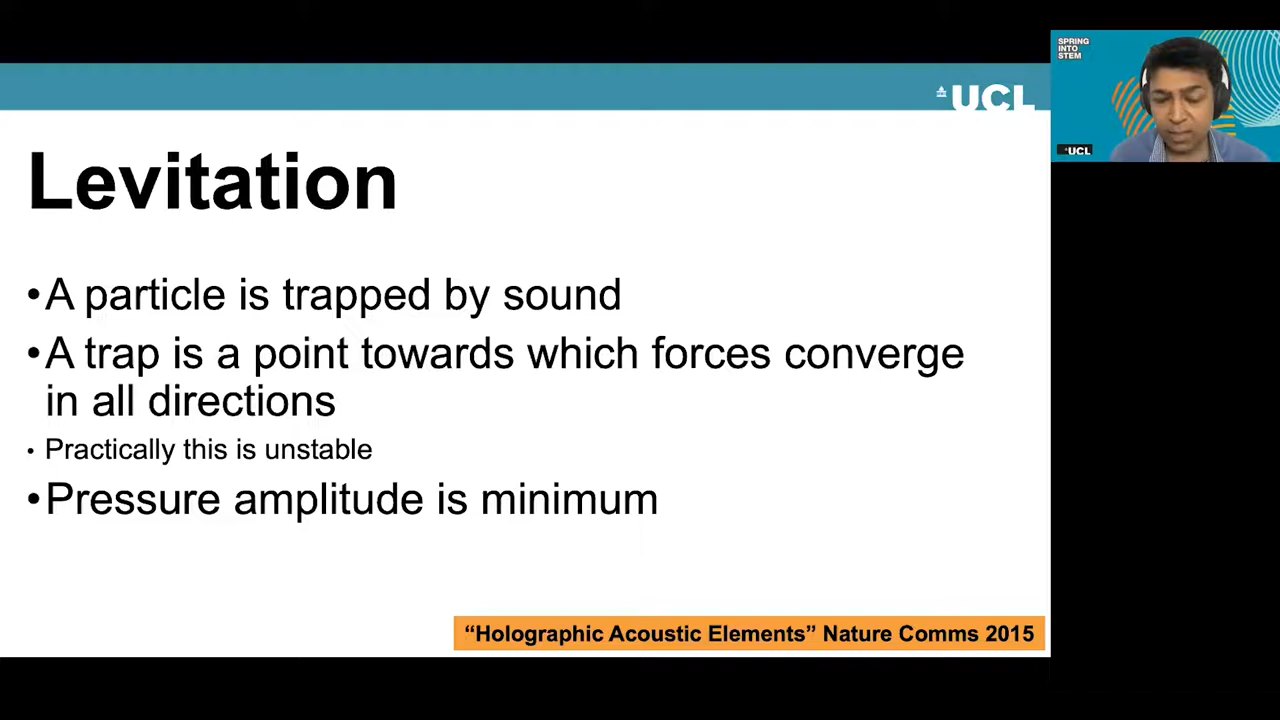 SPRING
INTO
STEM
UCL
UCL
Levitation
•A particle is trapped by sound
•A trap is a point towards which forces converge
in all directions
• Practically this is unstable
•Pressure amplitude is minimum
“Holographic Acoustic Elements” Nature Comms 2015